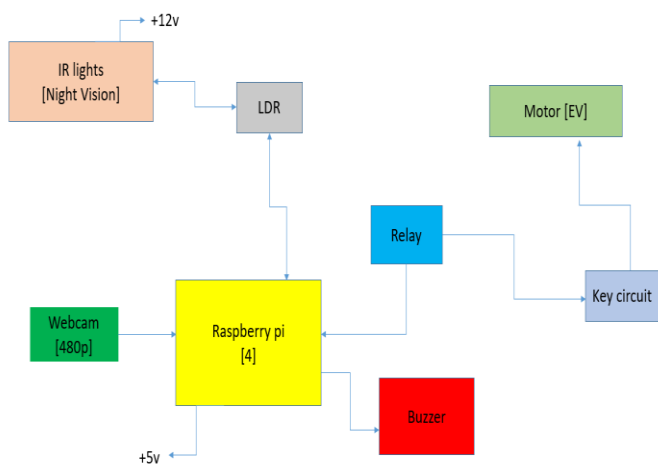 +12v
IR lights
[Night Vision]
LDR
Motor [EV]
Relay
Key circuit
Webcam
[480p]
Raspberry pi
[4]
Buzzer
+5v